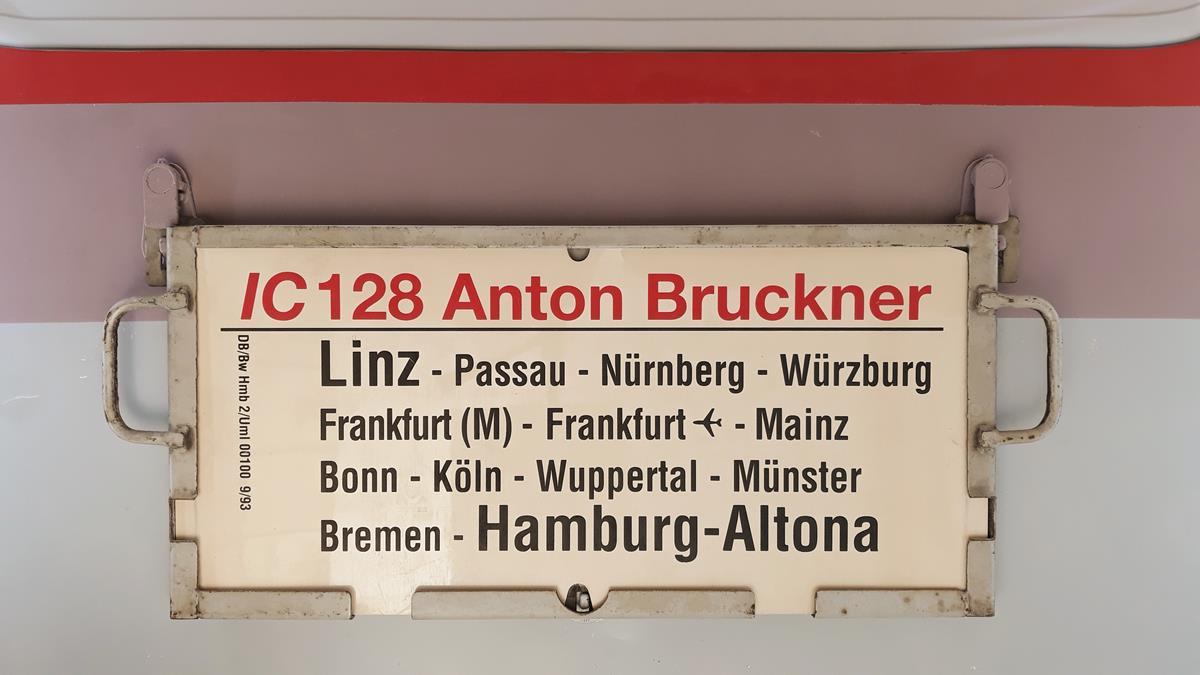 IC 128 Anton Bruckner
Linz - Passau - Nürnberg - Würzburg
Frankfurt (M) - Frankfurt ✈ - Mainz
Bonn - Köln - Wuppertal - Münster
Bremen - Hamburg-Altona
DB/Bw Hmb 2/Uml 00100 9/93